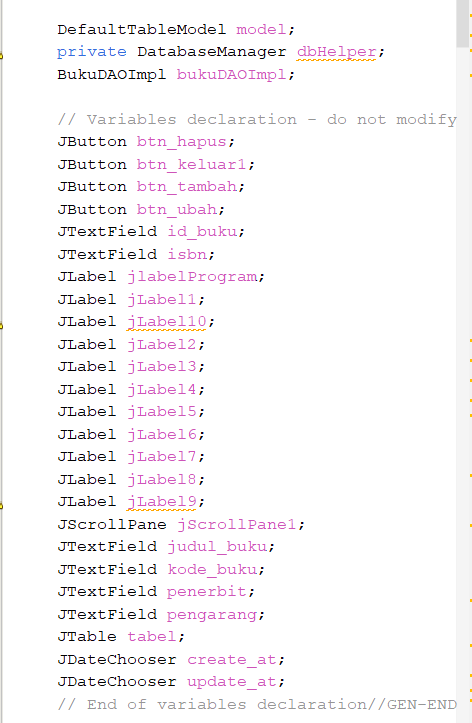 DefaultTableModel model;
private DatabaseManager dbHelper;
BukuDAOImpl bukuDAOImpl;
// Variables declaration - do not modify
JButton btn_hapus;
JButton btn_keluar1;
JButton btn_tambah;
JButton btn_ubah;
JTextField id_buku;
JTextField isbn;
JLabel jlabelProgram;
JLabel jLabel1;
JLabel jLabel10;
JLabel jLabel2;
JLabel jLabel3;
JLabel jLabel4;
JLabel jLabel5;
JLabel jLabel6;
JLabel jLabel7;
JLabel jLabel8;
JLabel jLabel9;
JScrollPane jScrollPane1;
JTextField judul_buku;
JTextField kode_buku;
JTextField penerbit;
JTextField pengarang;
JTable tabel;
JDateChooser create_at;
JDateChooser update_at;
// End of variables declaration//GEN-END